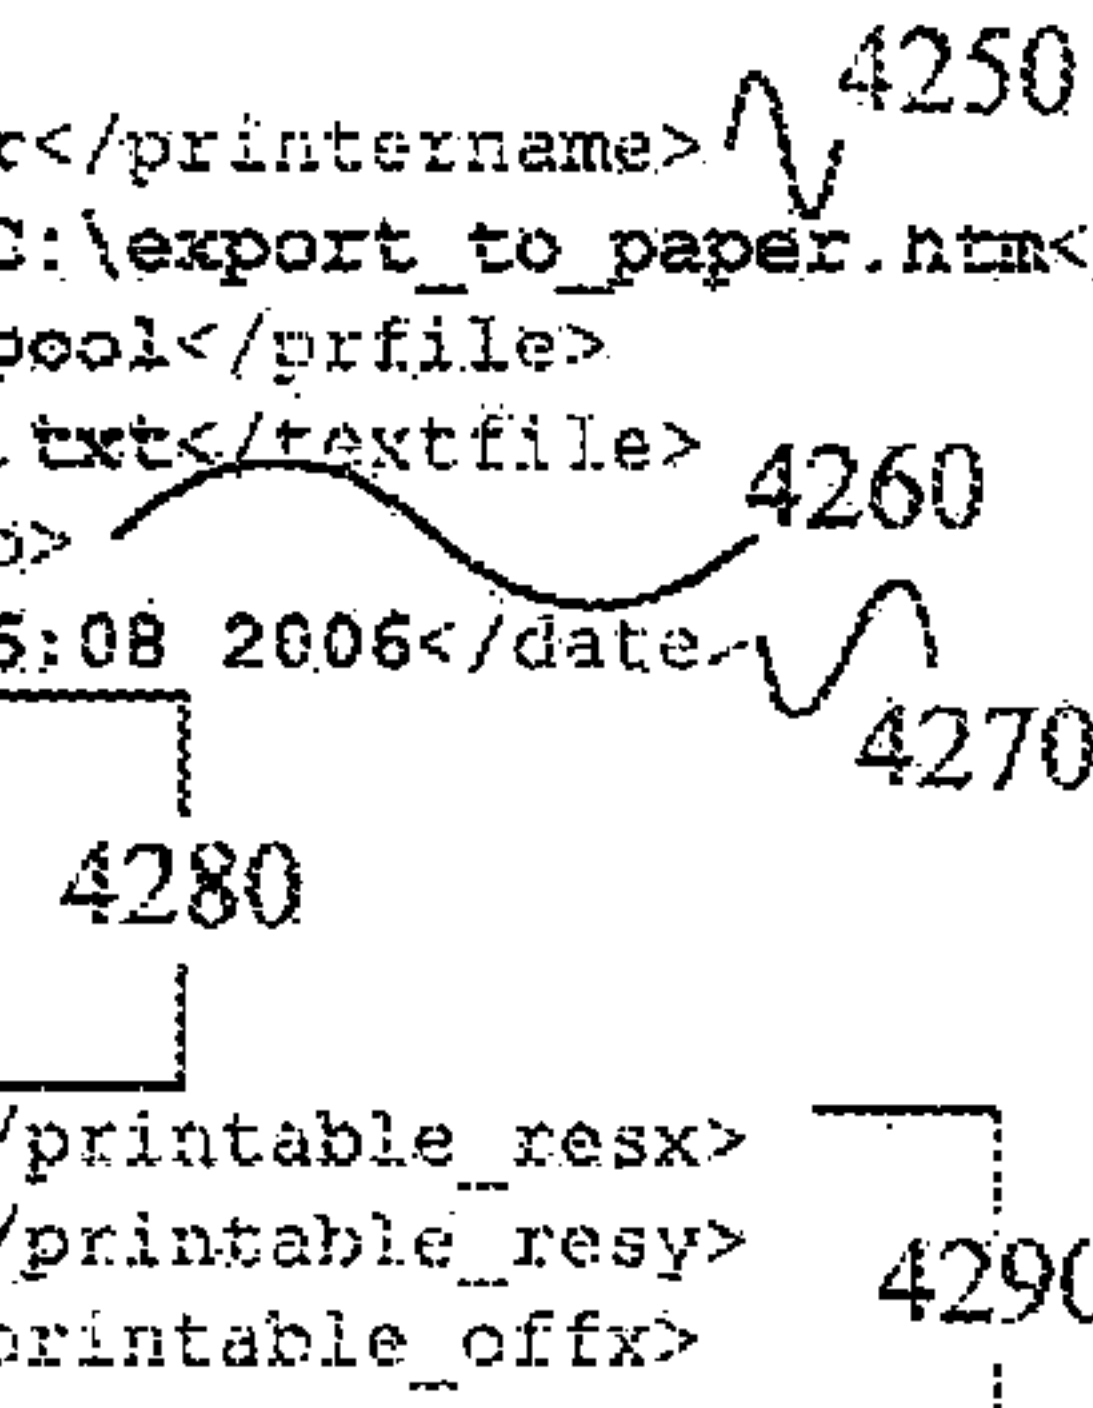 4250
r</printername>
C:\export_to_paper.htm<
pool</prfile>
.txt</textfile>
4260
o>
5:08 2006</date
4270
4280
/printable_resx>
/printable_resy>
4290
printable_offx>